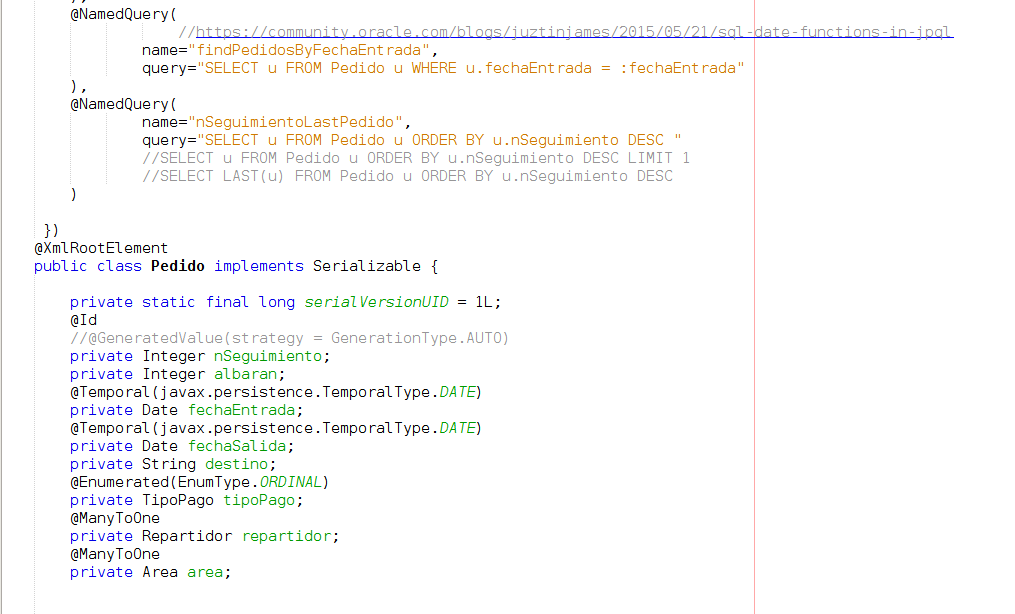 @NamedQuery(
//https://community.oracle.com/blogs/juztinjames/2015/05/21/sql-date-functions-in-jpql
name="findPedidosByFechaEntrada",
query="SELECT u FROM Pedido u WHERE u.fechaEntrada = :fechaEntrada"
),
@NamedQuery(
name="nSeguimientoLastPedido",
query="SELECT u FROM Pedido u ORDER BY u.nSeguimiento DESC "
//SELECT u FROM Pedido u ORDER BY u.nSeguimiento DESC LIMIT 1
//SELECT LAST(u) FROM Pedido u ORDER BY u.nSeguimiento DESC
)
})
@XmlRootElement
public class Pedido implements Serializable {
private static final long serialVersionUID = 1L;
@Id
//@GeneratedValue(strategy = GenerationType.AUTO)
private Integer nSeguimiento;
private Integer albaran;
@Temporal(javax.persistence.TemporalType.DATE)
private Date fechaEntrada;
@Temporal(javax.persistence.TemporalType.DATE)
private Date fechaSalida;
private String destino;
@Enumerated(EnumType.ORDINAL)
private TipoPago tipoPago;
@ManyToOne
private Repartidor repartidor;
@ManyToOne
private Area area;